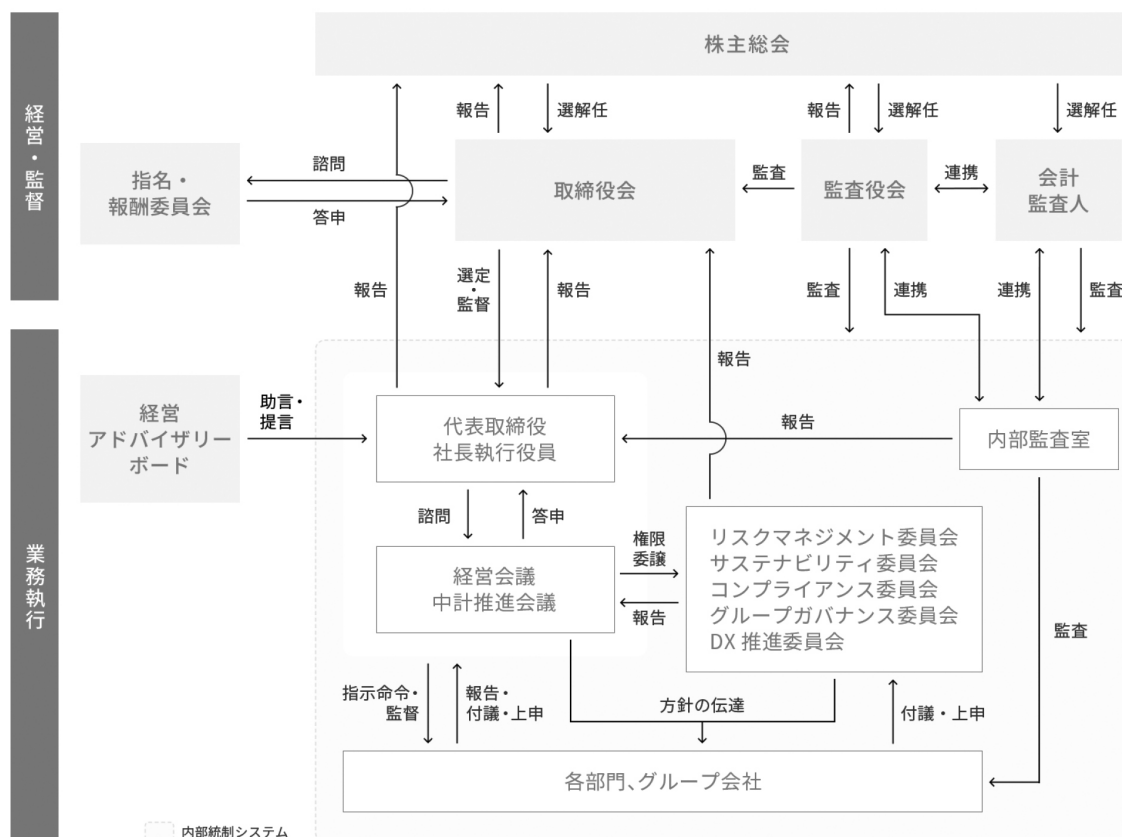 経営・監督
株主総会
報告
選解任
報告
選解任
選解任
指名・
報酬委員会
諮問
答申
取締役会
監査
監査役会
連携
会計
監査人
報告
選定
・
監督
報告
監査
連携
連携
監査
業務執行
経営
アドバイザリー
ボード
助言・
提言
代表取締役
社長執行役員
報告
報告
内部監査室
諮問
答申
経営会議
中計推進会議
権限
委譲
報告
リスクマネジメント委員会
サステナビリティ委員会
コンプライアンス委員会
グループガバナンス委員会
DX 推進委員会
監査
指示命令・
監督
報告・
付議・上申
方針の伝達
付議・上申
各部門、グループ会社
内部統制システム